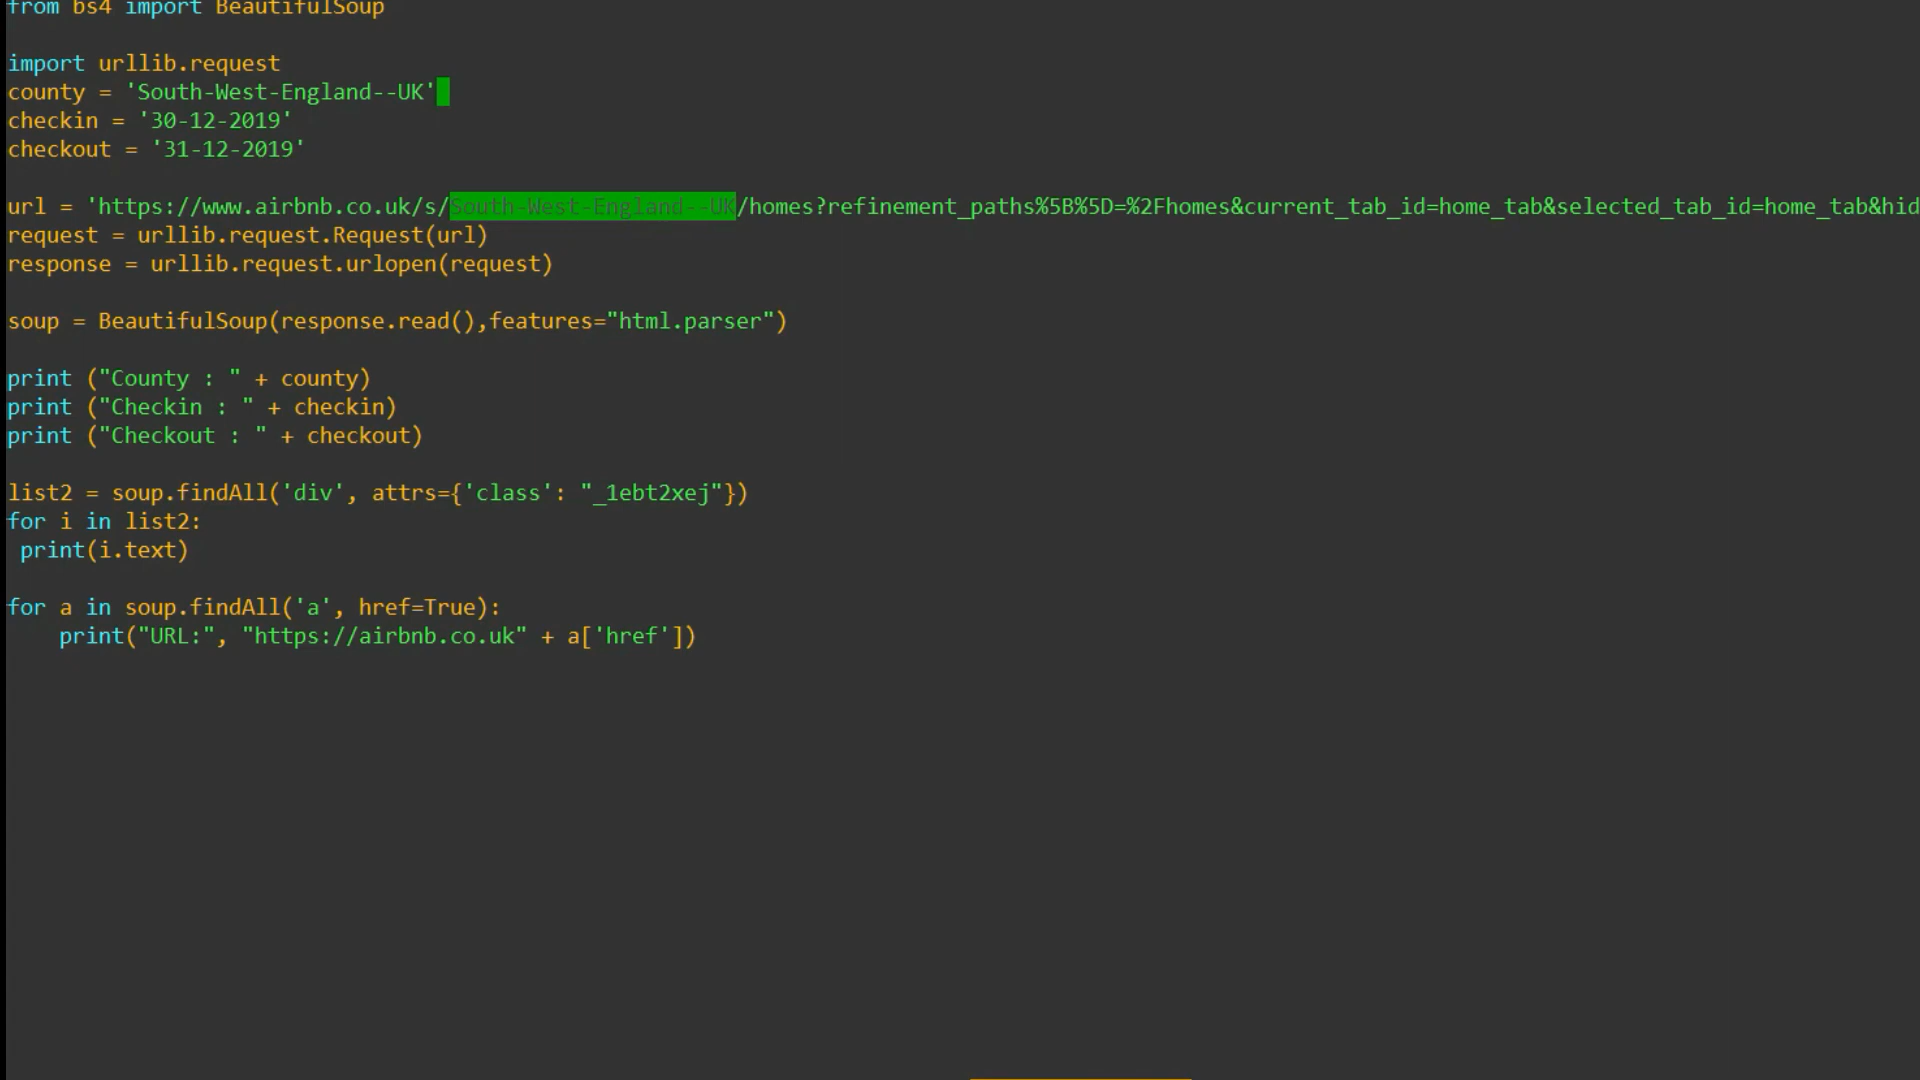 from bs4 import BeautifulSoup
import urllib.request
county = 'South-West-England--UK'
checkin = '30-12-2019'
checkout = '31-12-2019'
url = 'https://www.airbnb.co.uk/s/South-West-England--UK/homes?refinement_paths%5B%5D=%2Fhomes&current_tab_id=home_tab&selected_tab_id=home_tab&hid
request = urllib.request.Request(url)
response = urllib.request.urlopen(request)
soup = BeautifulSoup(response.read(),features="html.parser")
print ("County : " + county)
print ("Checkin : " + checkin)
print ("Checkout : " + checkout)
list2 = soup.findAll('div', attrs={'class': "_1ebt2xej"})
for i in list2:
 print(i.text)
for a in soup.findAll('a', href=True):
    print("URL:", "https://airbnb.co.uk" + a['href'])